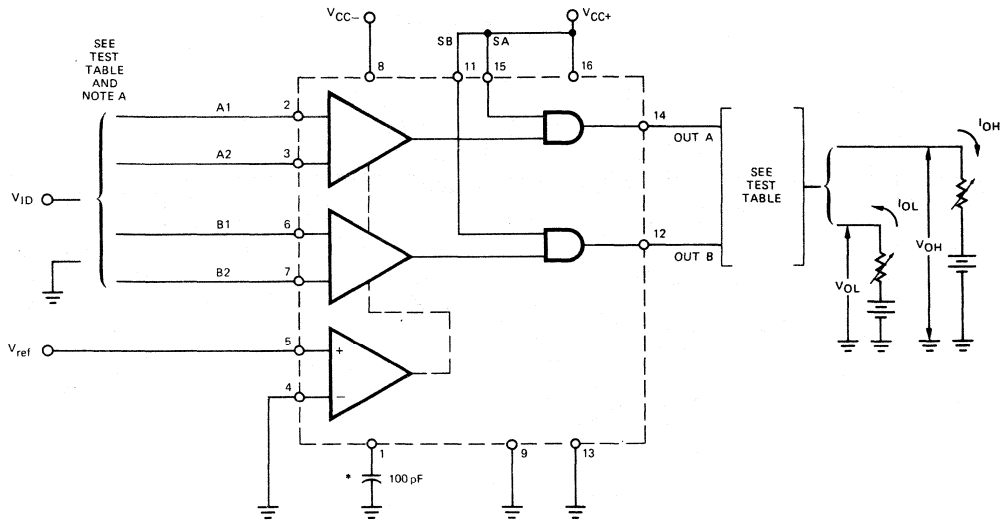 VCC−
VCC+
SB
SA
8
11
15
16
SEE
TEST
TABLE
AND
NOTE A
A1
2
A2
3
14
OUT A
VID
B1
6
B2
7
12
OUT B
SEE
TEST
TABLE
IOH
IOL
VOH
VOL
Vref
5
+
4
−
1
9
13
*
100 pF